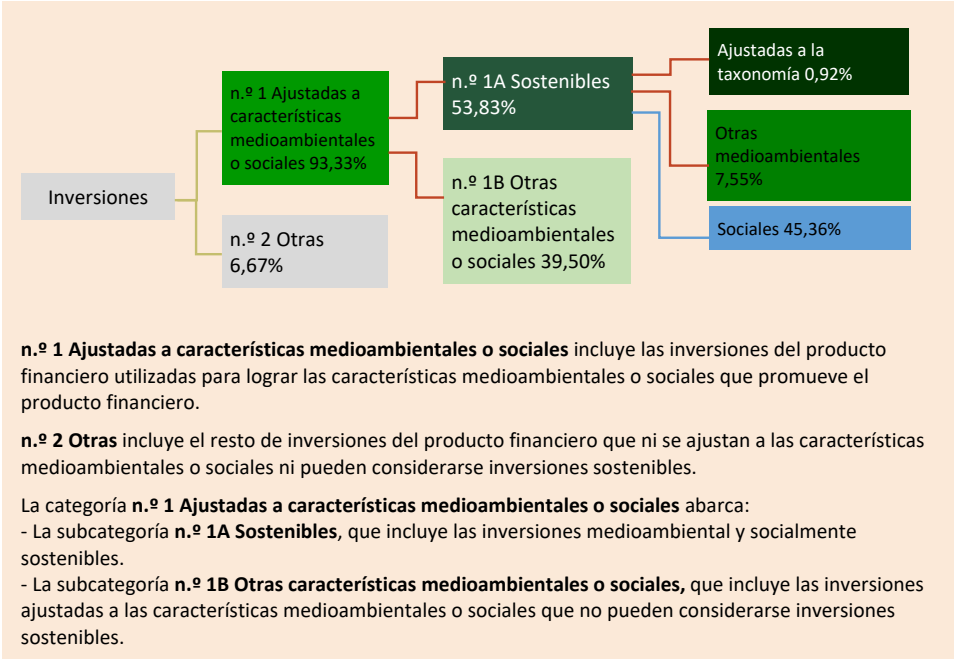 Inversiones
n.º 1 Ajustadas a
características
medioambientales
o sociales 93,33%
n.º 2 Otras
6,67%
n.º 1A Sostenibles
53,83%
n.º 1B Otras
características
medioambientales
o sociales 39,50%
Ajustadas a la
taxonomía 0,92%
Otras
medioambientales
7,55%
Sociales 45,36%
n.º 1 Ajustadas a características medioambientales o sociales incluye las inversiones del producto
financiero utilizadas para lograr las características medioambientales o sociales que promueve el
producto financiero.
n.º 2 Otras incluye el resto de inversiones del producto financiero que ni se ajustan a las características
medioambientales o sociales ni pueden considerarse inversiones sostenibles.
La categoría n.º 1 Ajustadas a características medioambientales o sociales abarca:
- La subcategoría n.º 1A Sostenibles, que incluye las inversiones medioambiental y socialmente
sostenibles.
- La subcategoría n.º 1B Otras características medioambientales o sociales, que incluye las inversiones
ajustadas a las características medioambientales o sociales que no pueden considerarse inversiones
sostenibles.